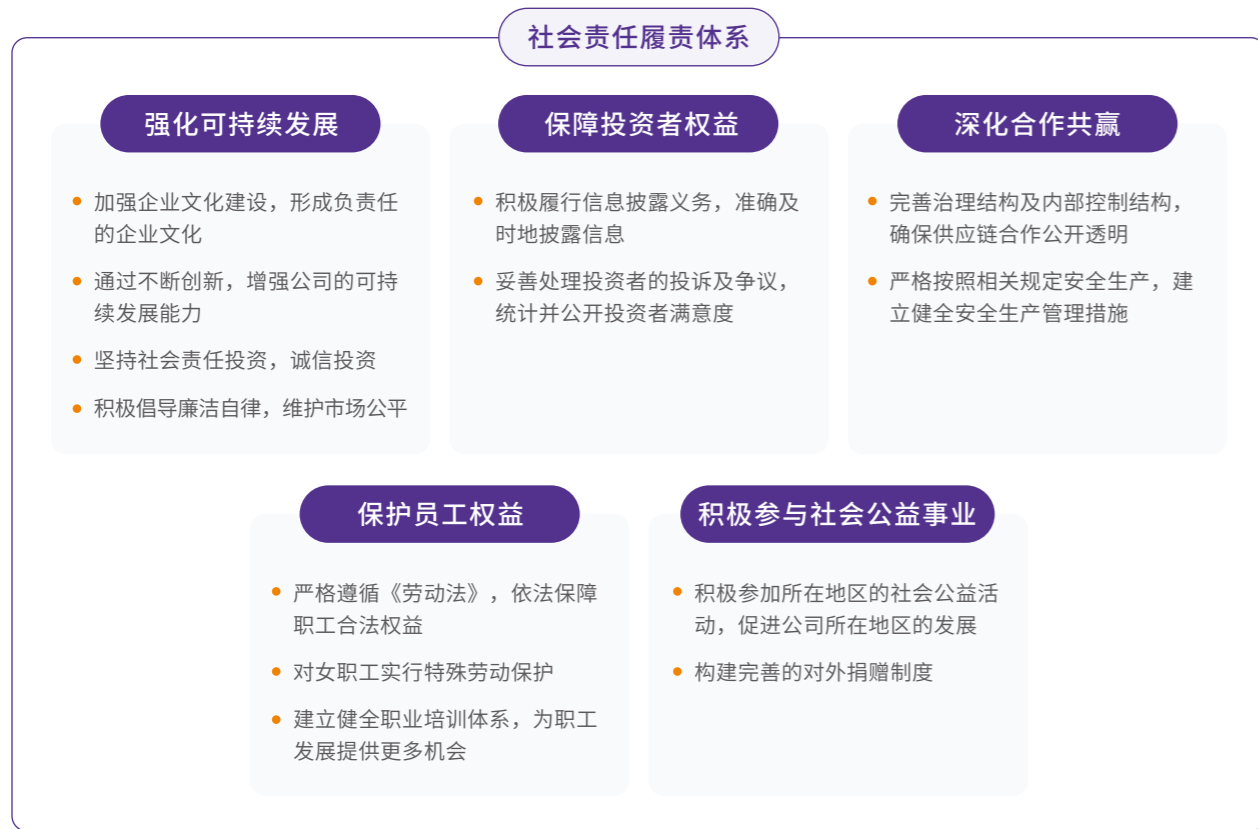 社会责任履责体系
强化可持续发展
加强企业文化建设，形成负责任
的企业文化
通过不断创新，增强公司的可持
续发展能力
坚持社会责任投资，诚信投资
积极倡导廉洁自律，维护市场公平
保障投资者权益
积极履行信息披露义务，准确及
时地披露信息
妥善处理投资者的投诉及争议，
统计并公开投资者满意度
深化合作共赢
完善治理结构及内部控制结构，
确保供应链合作公开透明
严格按照相关规定安全生产，建
立健全安全生产管理措施
保护员工权益
严格遵循《劳动法》，依法保障
职工合法权益
对女职工实行特殊劳动保护
建立健全职业培训体系，为职工
发展提供更多机会
积极参与社会公益事业
积极参加所在地区的社会公益活
动，促进公司所在地区的发展
构建完善的对外捐赠制度